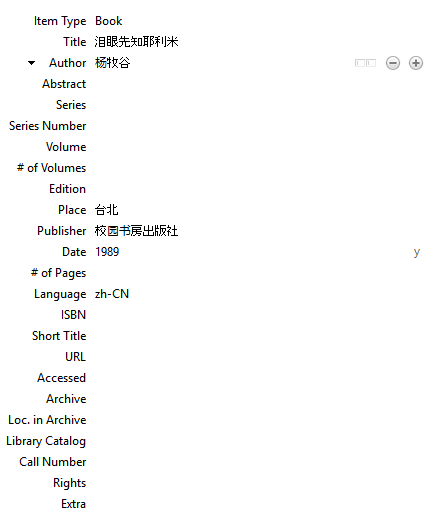 Item Type Book
Title 泪眼先知耶利米
Author 杨牧谷
Abstract
Series
Series Number
Volume
# of Volumes
Edition
Place 台北
Publisher 校园书房出版社
Date 1989 y
# of Pages
Language zh-CN
ISBN
Short Title
URL
Accessed
Archive
Loc. in Archive
Library Catalog
Call Number
Rights
Extra